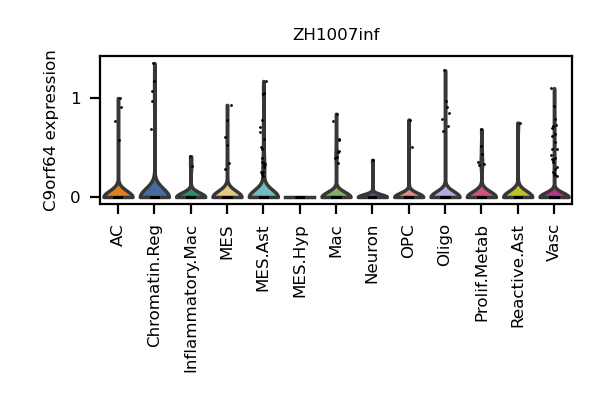 ZH1007inf
C9orf64 expression
1
0
AC
Chromatin.Reg
Inflammatory.Mac
MES
MES.Ast
MES.Hyp
Mac
Neuron
OPC
Oligo
Prolif.Metab
Reactive.Ast
Vasc